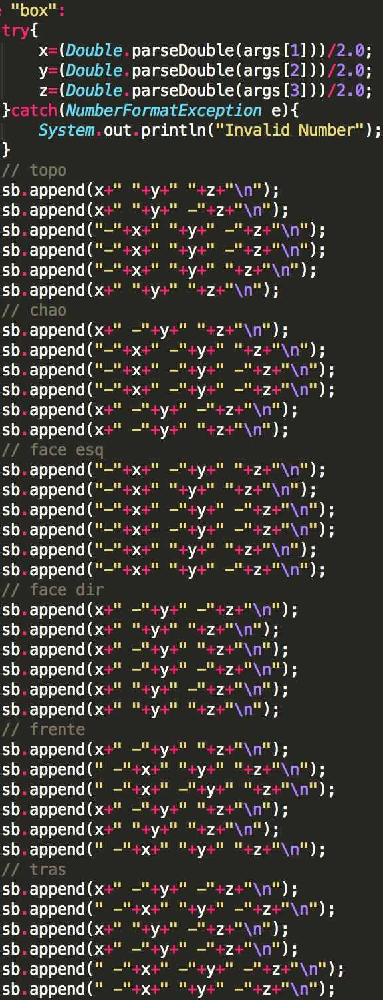 e "box":
try{
x=(Double.parseDouble(args[1]))/2.0;
y=(Double.parseDouble(args[2]))/2.0;
z=(Double.parseDouble(args[3]))/2.0;
}catch(NumberFormatException e){
System.out.println("Invalid Number");
}
// topo
sb.append(x+" "+y+" "+z+"\n");
sb.append(x+" "+y+" -"+z+"\n");
sb.append("-"+x+" "+y+" -"+z+"\n");
sb.append("-"+x+" "+y+" -"+z+"\n");
sb.append("-"+x+" "+y+" "+z+"\n");
sb.append(x+" "+y+" "+z+"\n");
// chao
sb.append(x+" -"+y+" "+z+"\n");
sb.append("-"+x+" -"+y+" "+z+"\n");
sb.append("-"+x+" -"+y+" -"+z+"\n");
sb.append("-"+x+" -"+y+" -"+z+"\n");
sb.append(x+" -"+y+" -"+z+"\n");
sb.append(x+" -"+y+" "+z+"\n");
// face esq
sb.append("-"+x+" -"+y+" "+z+"\n");
sb.append("-"+x+" "+y+" "+z+"\n");
sb.append("-"+x+" -"+y+" -"+z+"\n");
sb.append("-"+x+" -"+y+" -"+z+"\n");
sb.append("-"+x+" "+y+" "+z+"\n");
sb.append("-"+x+" "+y+" -"+z+"\n");
// face dir
sb.append(x+" -"+y+" -"+z+"\n");
sb.append(x+" "+y+" "+z+"\n");
sb.append(x+" -"+y+" "+z+"\n");
sb.append(x+" -"+y+" -"+z+"\n");
sb.append(x+" "+y+" -"+z+"\n");
sb.append(x+" "+y+" "+z+"\n");
// frente
sb.append(x+" -"+y+" "+z+"\n");
sb.append(" -"+x+" "+y+" "+z+"\n");
sb.append(" -"+x+" -"+y+" "+z+"\n");
sb.append(x+" -"+y+" "+z+"\n");
sb.append(x+" "+y+" "+z+"\n");
sb.append(" -"+x+" "+y+" "+z+"\n");
// tras
sb.append(x+" -"+y+" -"+z+"\n");
sb.append(" -"+x+" "+y+" -"+z+"\n");
sb.append(x+" "+y+" -"+z+"\n");
sb.append(x+" -"+y+" -"+z+"\n");
sb.append(" -"+x+" -"+y+" -"+z+"\n");
sb.append(" -"+x+" "+y+" -"+z+"\n");